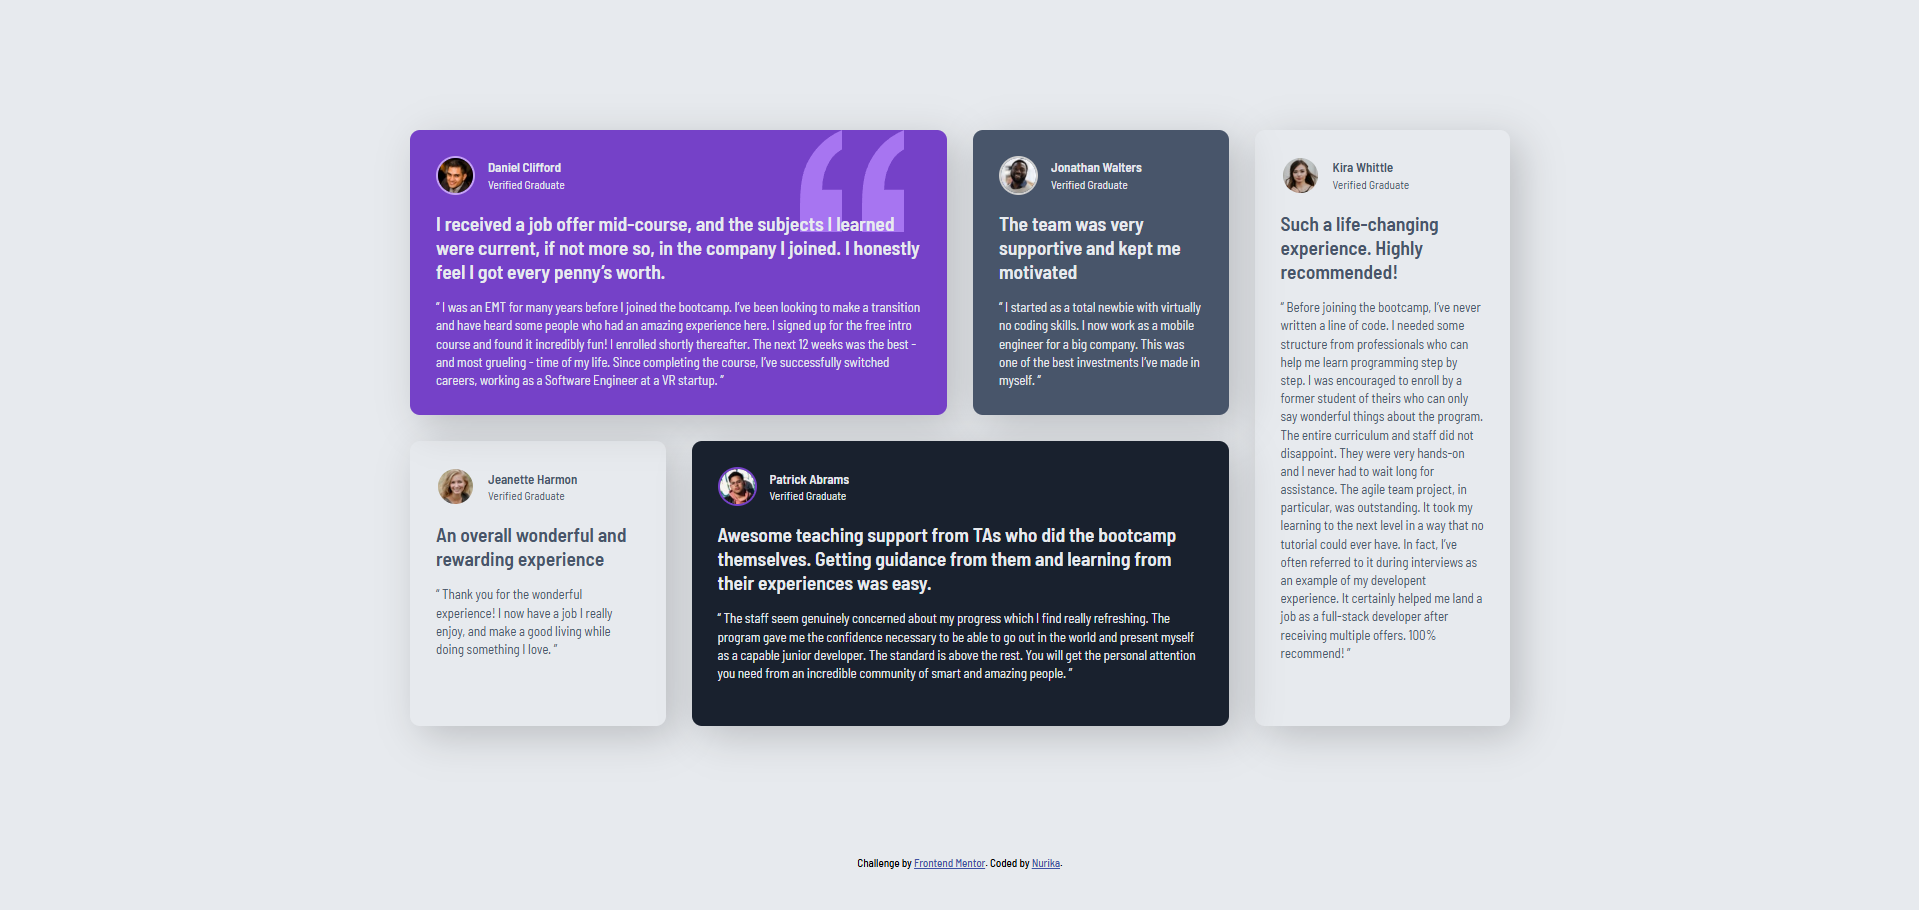 Daniel Clifford
Verified Graduate
I received a job offer mid-course, and the subjects I learned
were current, if not more so, in the company I joined. I honestly
feel I got every penny’s worth.
“ I was an EMT for many years before I joined the bootcamp. I’ve been looking to make a transition
and have heard some people who had an amazing experience here. I signed up for the free intro
course and found it incredibly fun! I enrolled shortly thereafter. The next 12 weeks was the best -
and most grueling - time of my life. Since completing the course, I’ve successfully switched
careers, working as a Software Engineer at a VR startup. ”
Jonathan Walters
Verified Graduate
The team was very
supportive and kept me
motivated
“ I started as a total newbie with virtually
no coding skills. I now work as a mobile
engineer for a big company. This was
one of the best investments I’ve made in
myself. ”
Kira Whittle
Verified Graduate
Such a life-changing
experience. Highly
recommended!
“ Before joining the bootcamp, I’ve never
written a line of code. I needed some
structure from professionals who can
help me learn programming step by
step. I was encouraged to enroll by a
former student of theirs who can only
say wonderful things about the program.
The entire curriculum and staff did not
disappoint. They were very hands-on
and I never had to wait long for
assistance. The agile team project, in
particular, was outstanding. It took my
learning to the next level in a way that no
tutorial could ever have. In fact, I’ve
often referred to it during interviews as
an example of my developent
experience. It certainly helped me land a
job as a full-stack developer after
receiving multiple offers. 100%
recommend! ”
Jeanette Harmon
Verified Graduate
An overall wonderful and
rewarding experience
“ Thank you for the wonderful
experience! I now have a job I really
enjoy, and make a good living while
doing something I love. ”
Patrick Abrams
Verified Graduate
Awesome teaching support from TAs who did the bootcamp
themselves. Getting guidance from them and learning from
their experiences was easy.
“ The staff seem genuinely concerned about my progress which I find really refreshing. The
program gave me the confidence necessary to be able to go out in the world and present myself
as a capable junior developer. The standard is above the rest. You will get the personal attention
you need from an incredible community of smart and amazing people. ”
Challenge by Frontend Mentor. Coded by Nurika.